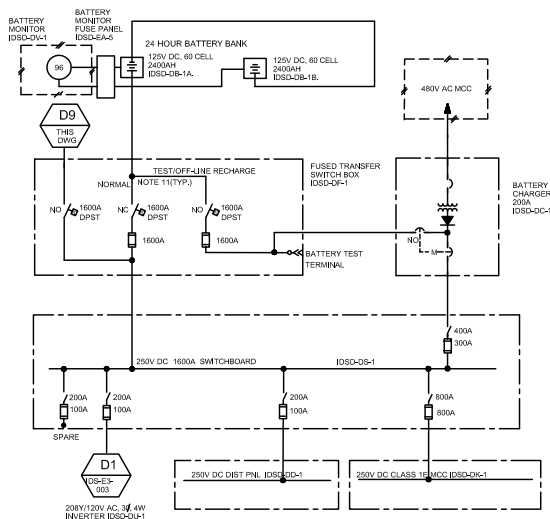 BATTERY
MONITOR
IDSD-DV-1
BATTERY
MONITOR
FUSE PANEL
IDSD-EA-5
96
24 HOUR BATTERY BANK
125V DC, 60 CELL
2400AH
IDSD-DB-1A.
125V DC, 60 CELL
2400AH
IDSD-DB-1B.
480V AC MCC
D9
THIS
DWG
TEST/OFF-LINE RECHARGE
NORMAL
NOTE 11(TYP.)
FUSED TRANSFER
SWITCH BOX
IDSD-DF-1
BATTERY
CHARGER
200A
IDSD-DC-1
NO
1600A
DPST
NC
1600A
DPST
NO
1600A
DPST
1600A
1600A
NO
M
BATTERY TEST
TERMINAL
400A
300A
250V DC 1600A SWITCHBOARD
IDSD-DS-1
200A
100A
200A
100A
200A
100A
800A
800A
SPARE
D1
IDS-E3-
003
250V DC DIST PNL IDSD-DD-1
250V DC CLASS 1E MCC IDSD-DK-1
208Y/120V AC, 3Ø, 4W
INVERTER IDSD-DU-1